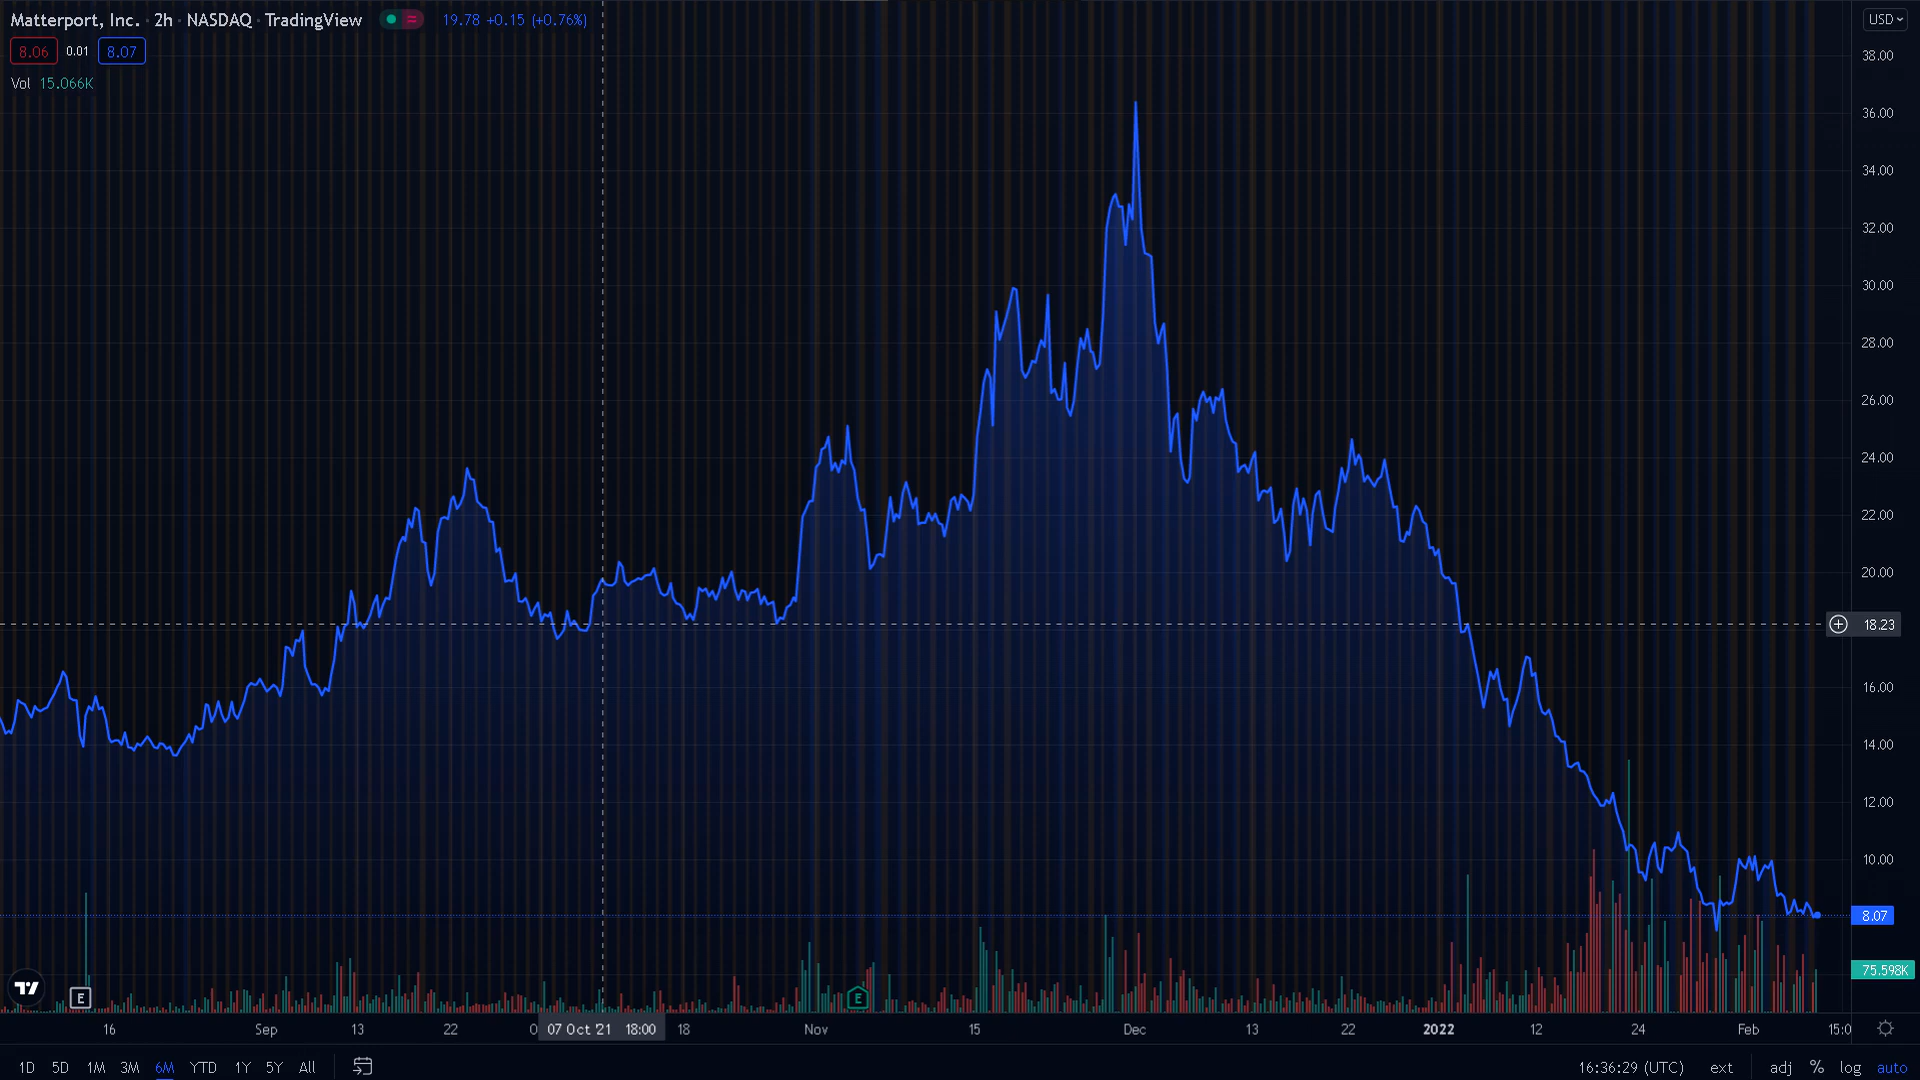 Matterport, Inc. · 2h · NASDAQ · TradingView 19.78 +0.15 (+0.76%)
USD
8.06 0.01 8.07
Vol 15.066K
38.00
36.00
34.00
32.00
30.00
28.00
26.00
24.00
22.00
20.00
18.23
16.00
14.00
12.00
10.00
8.07
75.598K
E
E
16 Sep 13 22 0 07 Oct '21 18:00 18 Nov 15 Dec 13 22 2022 12 24 Feb 15:0
1D 5D 1M 3M 6M YTD 1Y 5Y All 16:36:29 (UTC) ext adj % log auto